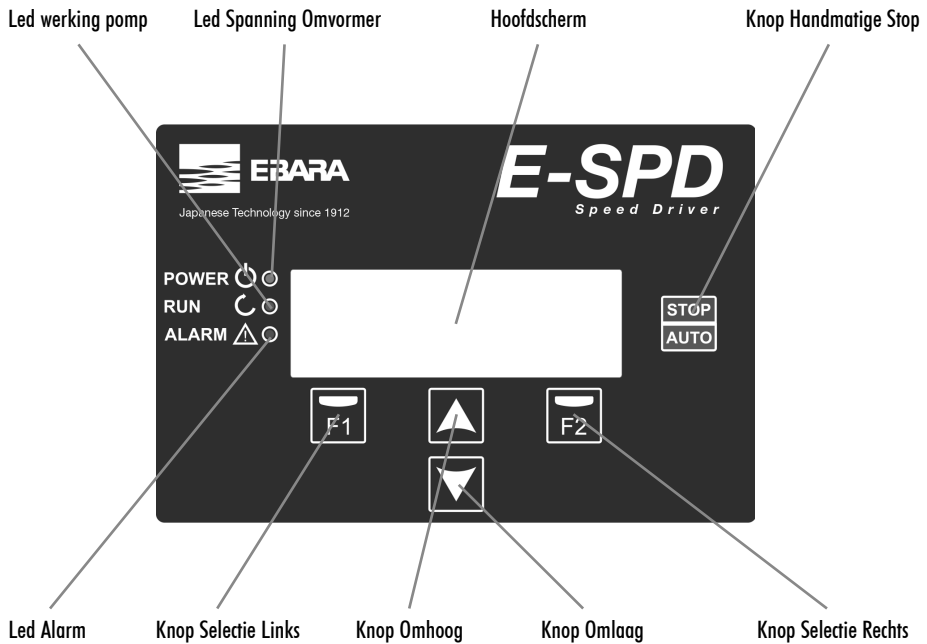 Led werking pomp
Led Spanning Omvormer
Hoofdscherm
Knop Handmatige Stop
EBARA
Japanese Technology since 1912
E-SPD
Speed Driver
POWER
RUN
ALARM
STOP
AUTO
F1
F2
Led Alarm
Knop Selectie Links
Knop Omhoog
Knop Omlaag
Knop Selectie Rechts